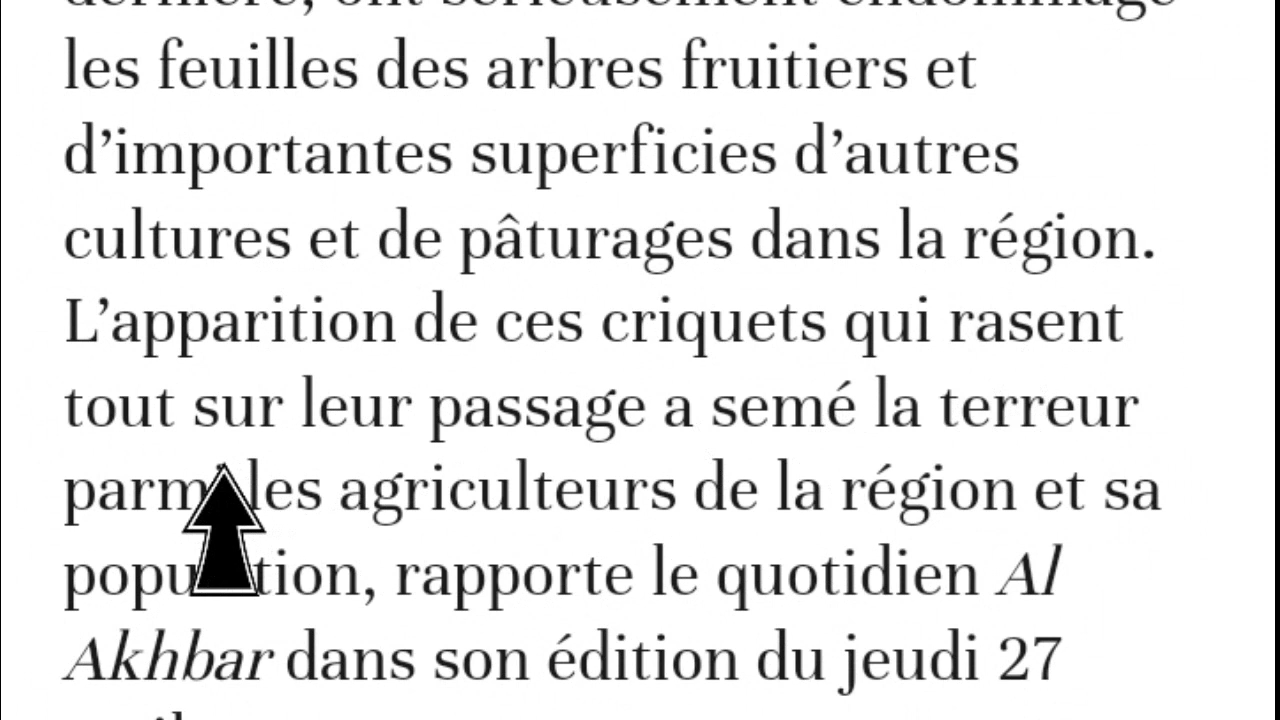 les feuilles des arbres fruitiers et
d’importantes superficies d’autres
cultures et de pâturages dans la région.
L’apparition de ces criquets qui rasent
tout sur leur passage a semé la terreur
parmi les agriculteurs de la région et sa
population, rapporte le quotidien Al
Akhbar dans son édition du jeudi 27